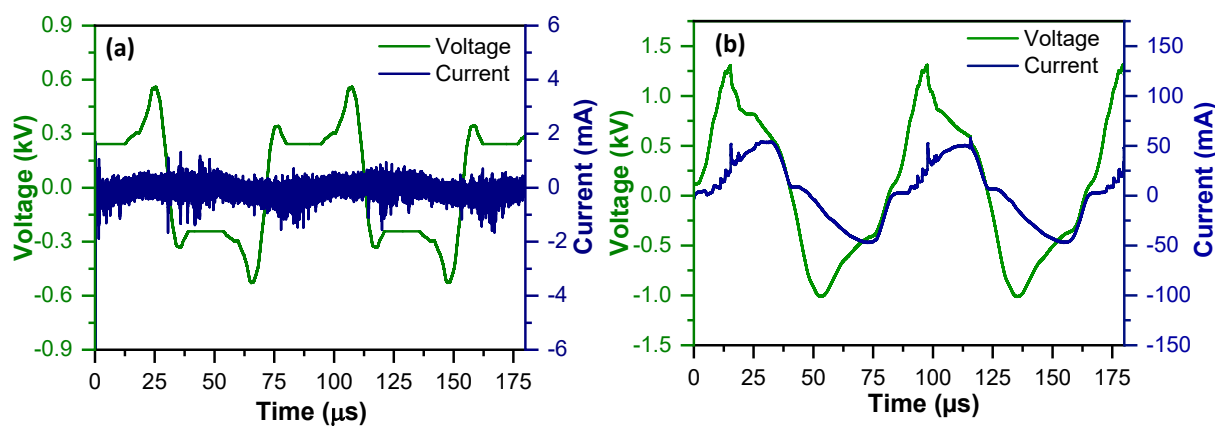 (a)
Voltage
Current
0.9
0.6
0.3
0.0
-0.3
-0.6
-0.9
Voltage (kV)
6
4
2
0
-2
-4
-6
Current (mA)
0 25 50 75 100 125 150 175
Time (μs)
(b)
Voltage
Current
1.5
1.0
0.5
0.0
-0.5
-1.0
-1.5
Voltage (kV)
150
100
50
0
-50
-100
-150
Current (mA)
0 25 50 75 100 125 150 175
Time (μs)